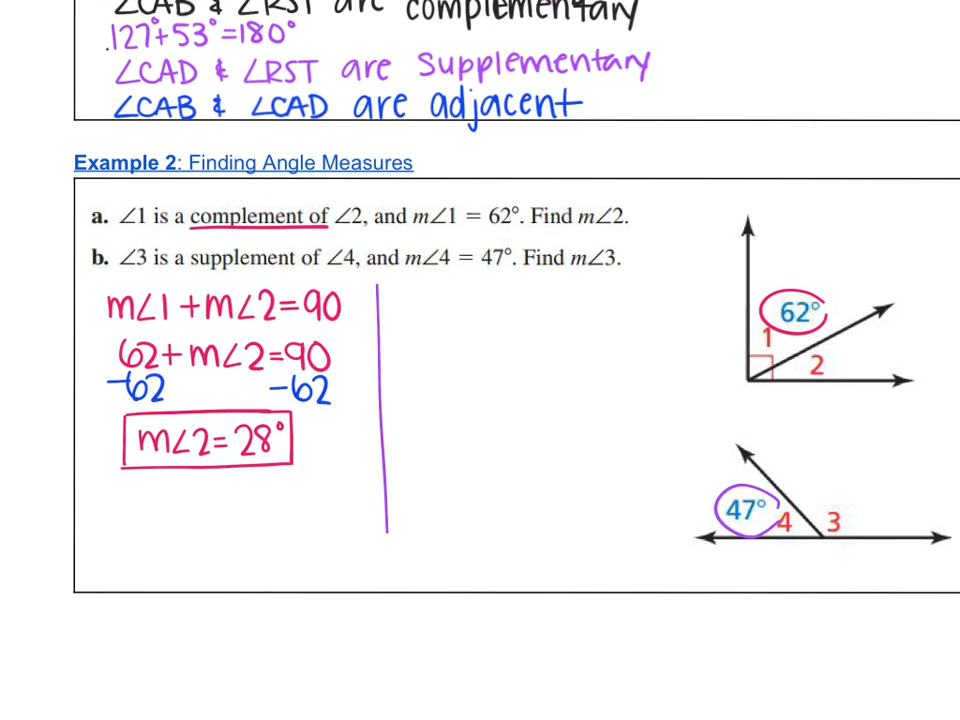 ∠CAB & ∠RST are complementary
127°+53°=180°
∠CAD & ∠RST are supplementary
∠CAB & ∠CAD are adjacent
Example 2: Finding Angle Measures
a. ∠1 is a complement of ∠2, and m∠1 = 62°. Find m∠2.
b. ∠3 is a supplement of ∠4, and m∠4 = 47°. Find m∠3.
m∠1+m∠2=90
62+m∠2=90
-62 -62
m∠2=28°
62°
1
2
47°
4 3